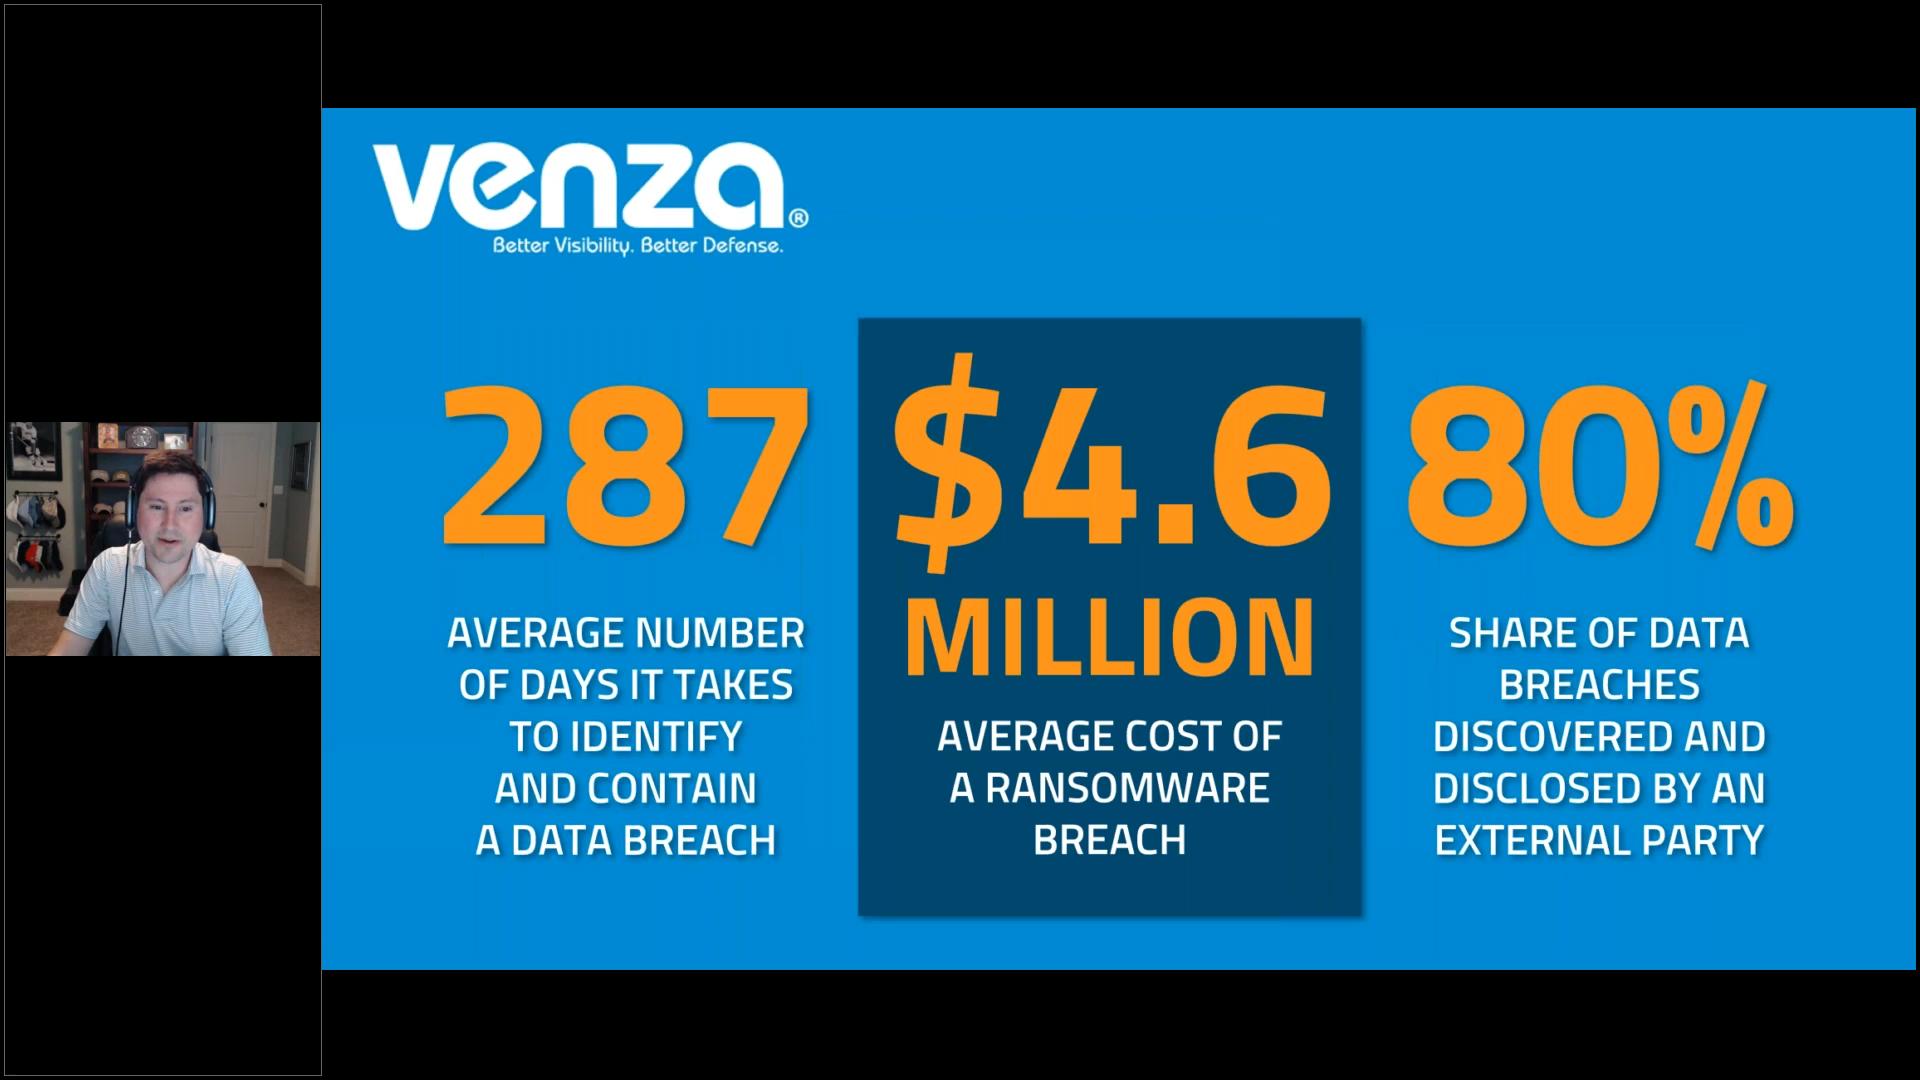 venza®
Better Visibility. Better Defense.
287
AVERAGE NUMBER
OF DAYS IT TAKES
TO IDENTIFY
AND CONTAIN
A DATA BREACH
$4.6
MILLION
AVERAGE COST OF
A RANSOMWARE
BREACH
80%
SHARE OF DATA
BREACHES
DISCOVERED AND
DISCLOSED BY AN
EXTERNAL PARTY